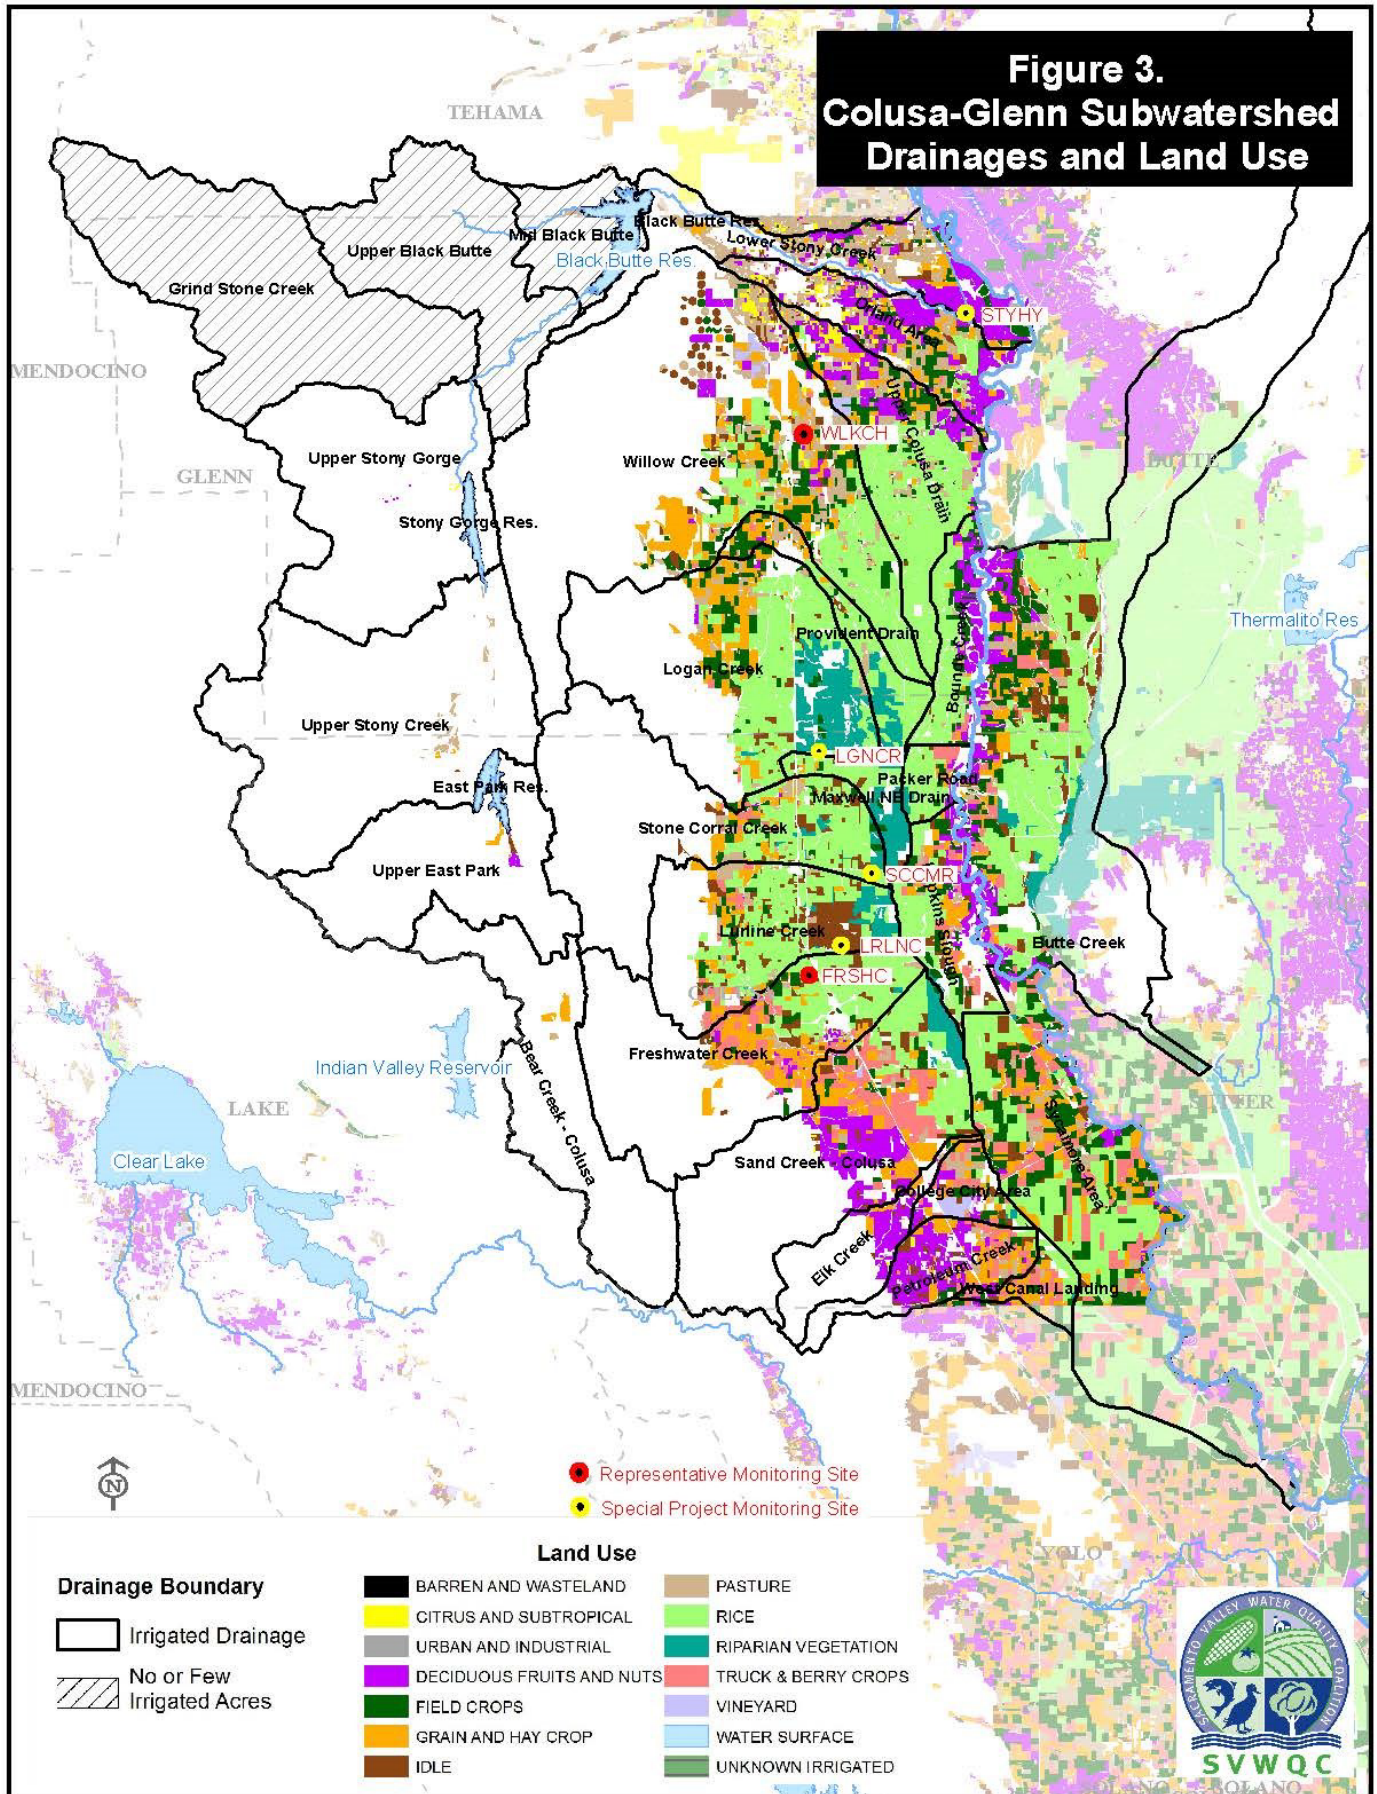 Figure 3.
Colusa-Glenn Subwatershed
Drainages and Land Use
TEHAMA
Black Butte Res.
Mid Black Butte
Lower Stony Creek
Upper Black Butte
Black Butte Res.
Grind Stone Creek
Orland Area
STYHY
MENDOCINO
Upper Colusa Drain
WLKCH
Upper Stony Gorge
Willow Creek
BUTTE
GLENN
Stony Gorge Res.
Thermalito Res
Provident Drain
Bounde Creek
Logan Creek
Upper Stony Creek
LGNCR
Packer Road
East Park Res.
Maxwell NE Drain
Stone Corral Creek
Upper East Park
SCCMR
Lurline Creek
LRLNC
Butte Creek
FRSHC
Freshwater Creek
Indian Valley Reservoir
Bear Creek - Colusa
LAKE
SUTTER
Sycamore Area
Clear Lake
Sand Creek - Colusa
College City Area
Elk Creek
Petroleum Creek
West Canal Landing
MENDOCINO
N
Representative Monitoring Site
Special Project Monitoring Site
YOLO
Land Use
Drainage Boundary
Irrigated Drainage
No or Few
Irrigated Acres
BARREN AND WASTELAND
CITRUS AND SUBTROPICAL
URBAN AND INDUSTRIAL
DECIDUOUS FRUITS AND NUTS
FIELD CROPS
GRAIN AND HAY CROP
IDLE
PASTURE
RICE
RIPARIAN VEGETATION
TRUCK & BERRY CROPS
VINEYARD
WATER SURFACE
UNKNOWN IRRIGATED
SACRAMENTO VALLEY WATER QUALITY COALITION
SVWQC
SOLANO
SOLANO